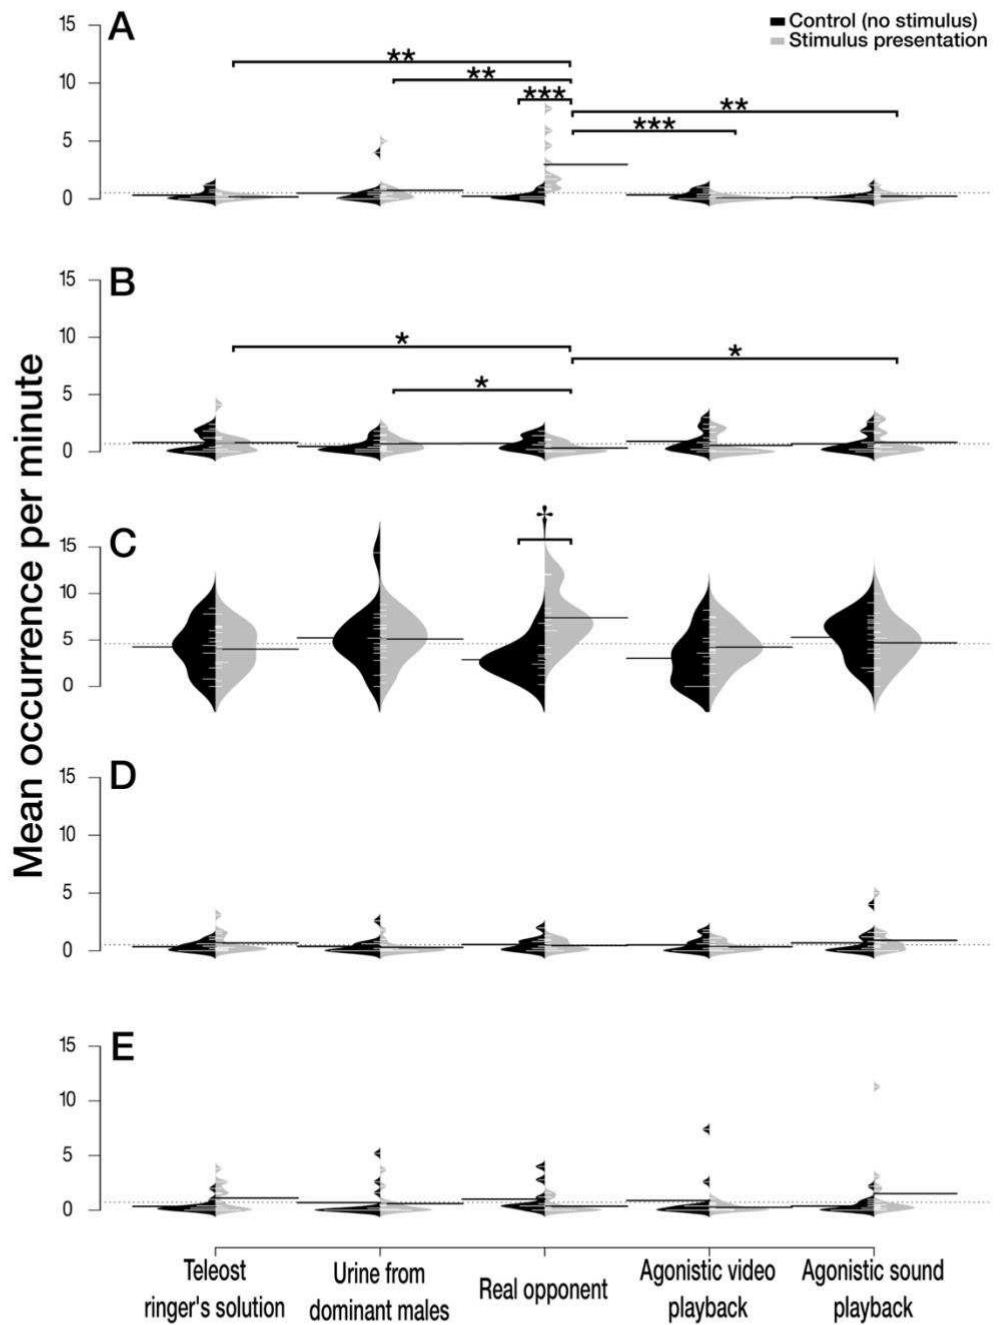 A
Control (no stimulus)
Stimulus presentation
15
10
5
0
**
**
***
**
***
B
15
10
5
0
*
*
*
C
15
10
5
0
†
D
15
10
5
0
E
15
10
5
0
Mean occurrence per minute
Teleost
ringer's solution
Urine from
dominant males
Real opponent
Agonistic video
playback
Agonistic sound
playback